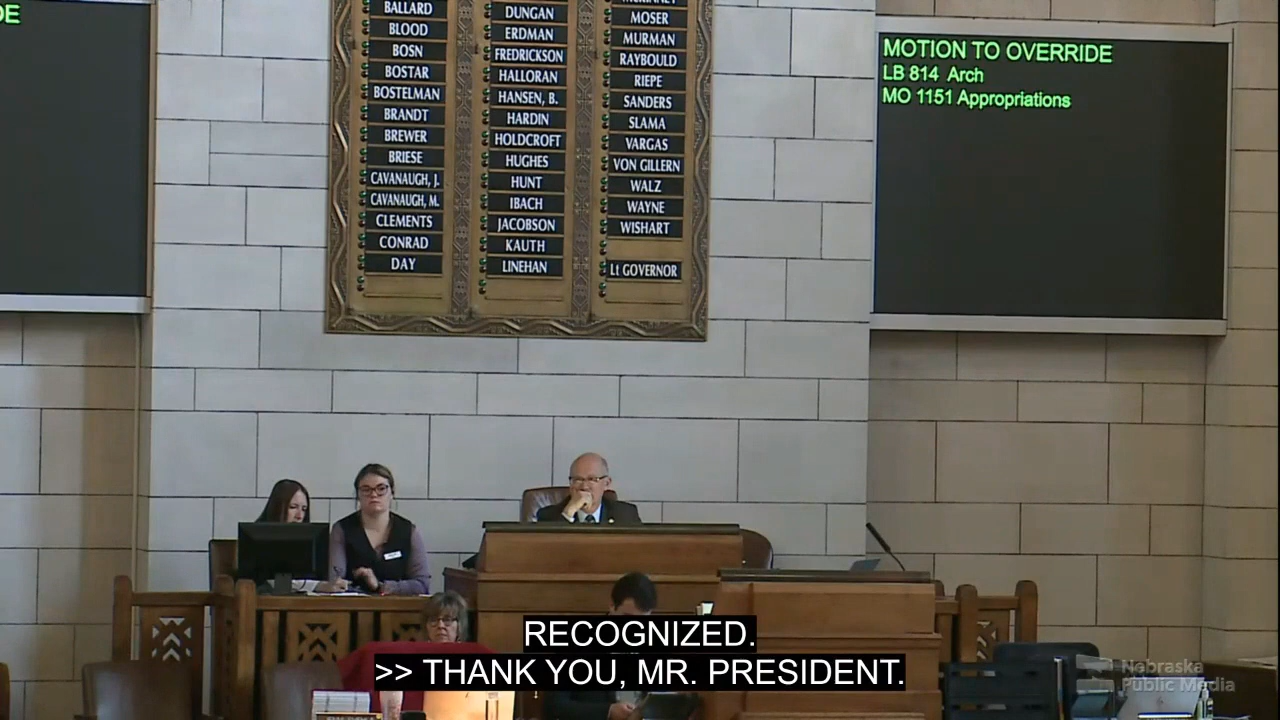 DE
BALLARD
BLOOD
BOSN
BOSTAR
BOSTELMAN
BRANDT
BREWER
BRIESE
CAVANAUGH, J.
CAVANAUGH, M.
CLEMENTS
CONRAD
DAY
DUNGAN
ERDMAN
FREDRICKSON
HALLORAN
HANSEN, B.
HARDIN
HOLDCROFT
HUGHES
HUNT
IBACH
JACOBSON
KAUTH
LINEHAN
MOSER
MURMAN
RAYBOULD
RIEPE
SANDERS
SLAMA
VARGAS
VON GILLERN
WALZ
WAYNE
WISHART
Lt GOVERNOR
MOTION TO OVERRIDE
LB 814 Arch
MO 1151 Appropriations
RECOGNIZED.
>> THANK YOU, MR. PRESIDENT.
Nebraska
Public Media